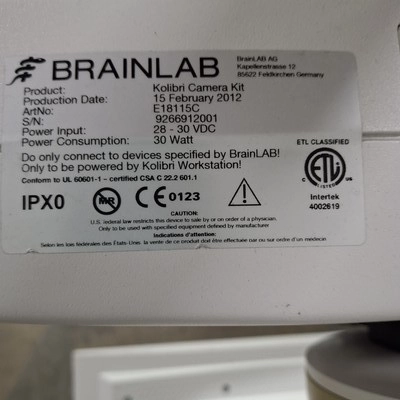 BRAINLAB
BrainLAB AG
Kapellenstrasse 12
85622 Feldkirchen Germany
Product: Kolibri Camera Kit
Production Date: 15 February 2012
ArtNo: E18115C
S/N: 9266912001
Power Input: 28 - 30 VDC
Power Consumption: 30 Watt
ETL CLASSIFIED
Do only connect to devices specified by BrainLAB!
Only to be powered by Kolibri Workstation!
Conform to UL 60601-1 - certified CSA C 22.2 601.1
ETL
LISTED
Intertek
4002619
IPX0
MR
CE 0123
CAUTION:
U.S. federal law restricts this device to sale by or on order of a physician.
Only to be used with specified equipment defined by manufacturer
Indications d'attention:
Selon les lois fédérales des États-Unis, la vente de ce produit doit être effectuée par un ou sur ordre d'un médecin